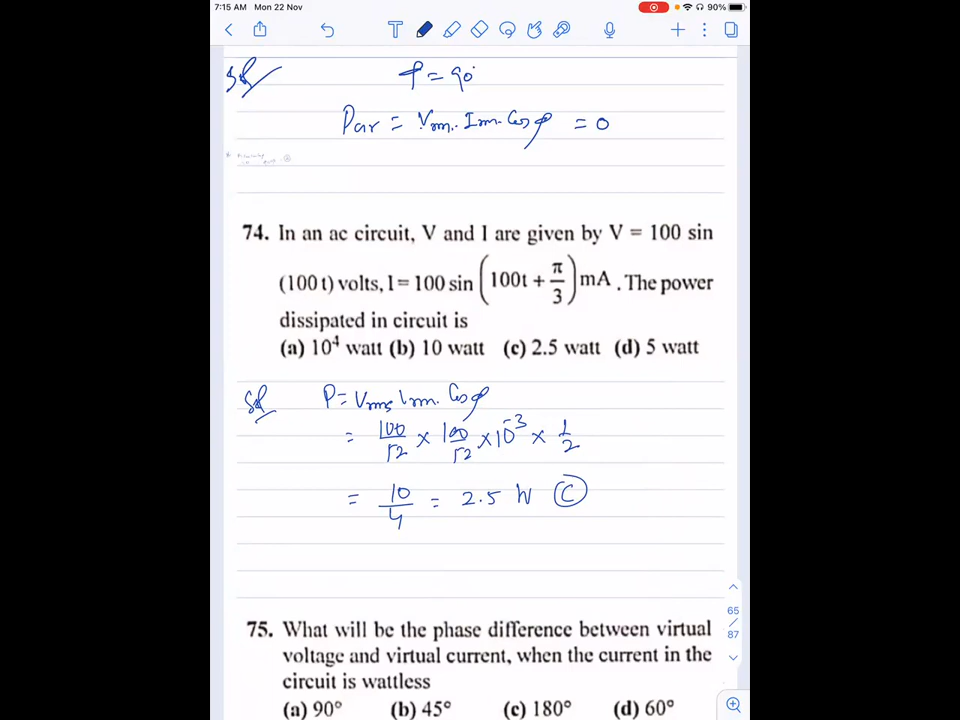 7:15 AM Mon 22 Nov
90%
T
Sol
φ = 90°
Pav = Vrms. Irms. Cos φ = 0
74. In an ac circuit, V and I are given by V = 100 sin
(100 t) volts, I = 100 sin (100t + π/3) mA . The power
dissipated in circuit is
(a) 10⁴ watt (b) 10 watt (c) 2.5 watt (d) 5 watt
Sol P = Vrms Irms. Cos φ
= 100/√2 × 100/√2 × 10⁻³ × 1/2
= 10/4 = 2.5 W (C)
75. What will be the phase difference between virtual
voltage and virtual current, when the current in the
circuit is wattless
(a) 90° (b) 45° (c) 180° (d) 60°
65
/
87